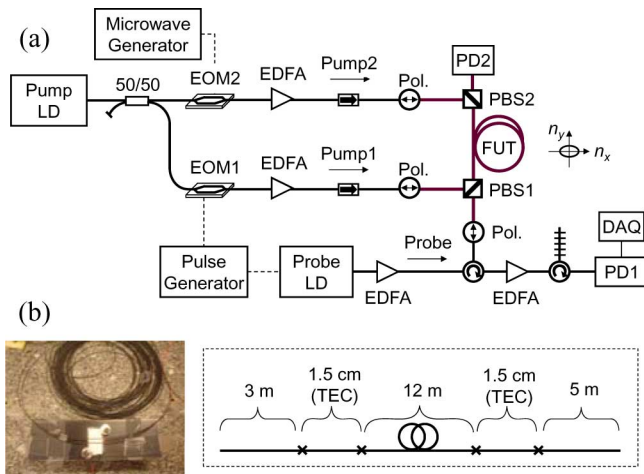 (a)
Microwave
Generator
Pump
LD
50/50
EOM2
EDFA
Pump2
Pol.
PD2
PBS2
FUT
n_y
n_x
EOM1
EDFA
Pump1
Pol.
PBS1
Pulse
Generator
Probe
LD
Probe
EDFA
Pol.
EDFA
DAQ
PD1
(b)
3 m
1.5 cm
(TEC)
12 m
1.5 cm
(TEC)
5 m